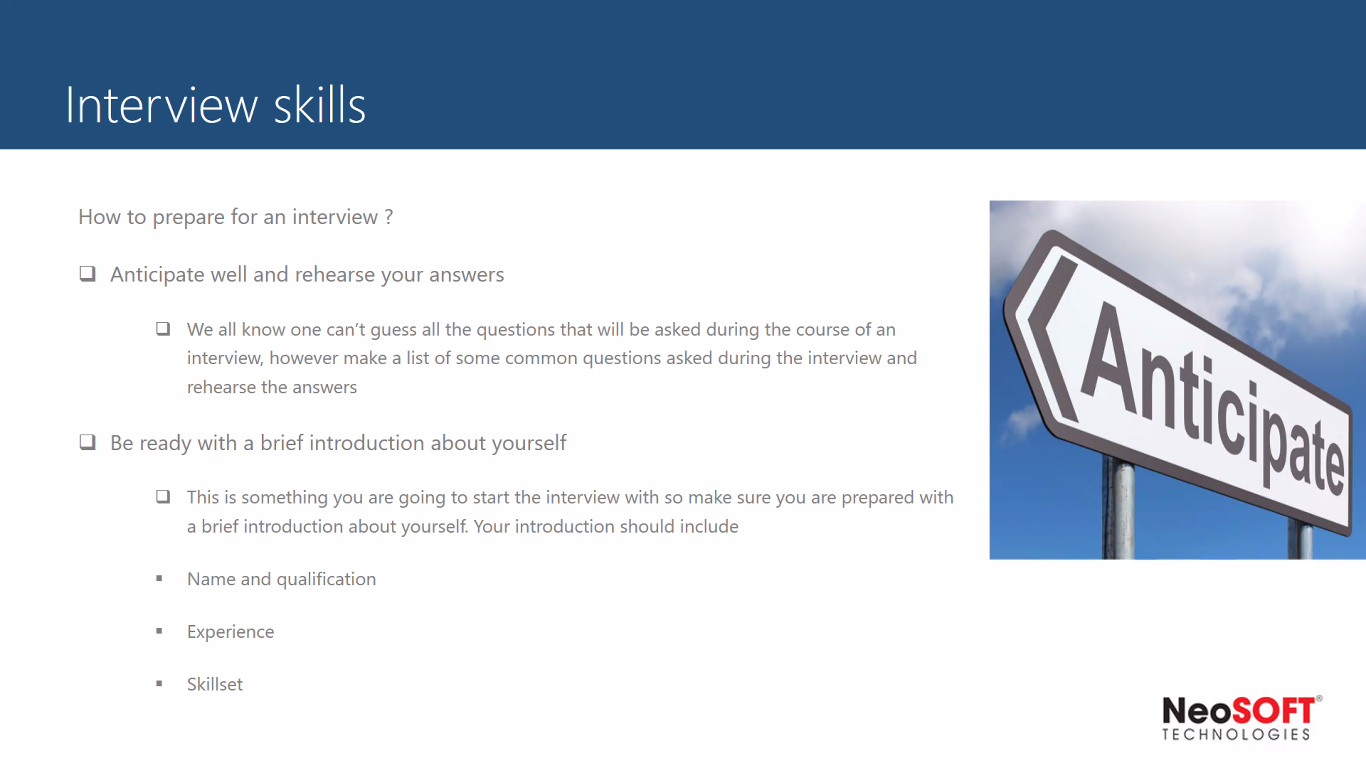 Interview skills
How to prepare for an interview ?
❑ Anticipate well and rehearse your answers
❑ We all know one can’t guess all the questions that will be asked during the course of an
interview, however make a list of some common questions asked during the interview and
rehearse the answers
❑ Be ready with a brief introduction about yourself
❑ This is something you are going to start the interview with so make sure you are prepared with
a brief introduction about yourself. Your introduction should include
▪ Name and qualification
▪ Experience
▪ Skillset
Anticipate
NeoSOFT®
TECHNOLOGIES